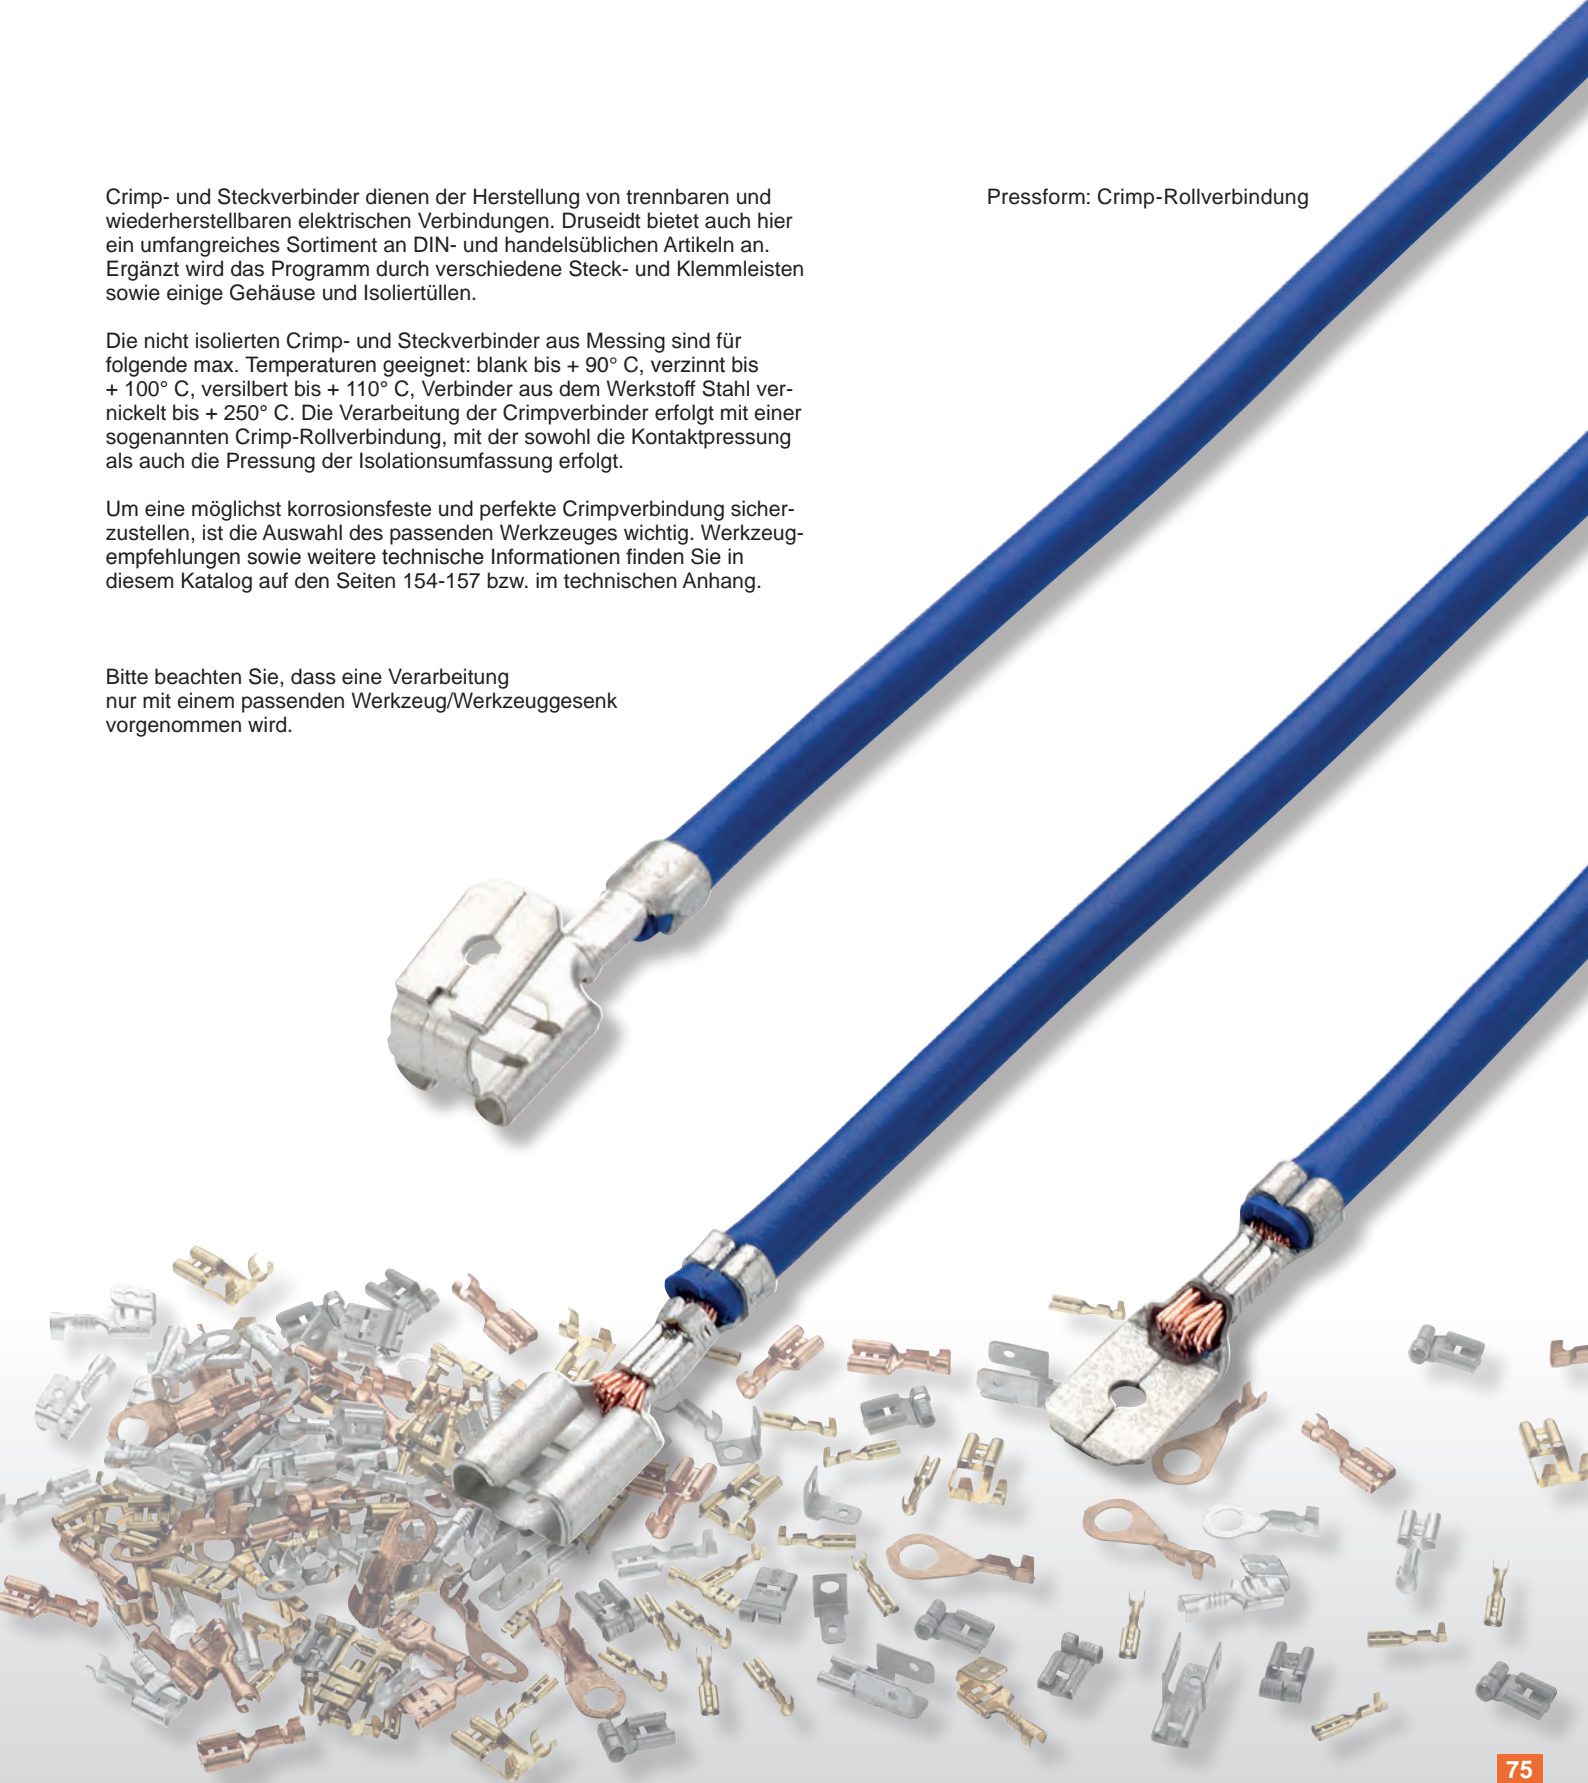 Crimp- und Steckverbinder dienen der Herstellung von trennbaren und
wiederherstellbaren elektrischen Verbindungen. Druseidt bietet auch hier
ein umfangreiches Sortiment an DIN- und handelsüblichen Artikeln an.
Ergänzt wird das Programm durch verschiedene Steck- und Klemmleisten
sowie einige Gehäuse und Isoliertüllen.
Die nicht isolierten Crimp- und Steckverbinder aus Messing sind für
folgende max. Temperaturen geeignet: blank bis + 90° C, verzinnt bis
+ 100° C, versilbert bis + 110° C, Verbinder aus dem Werkstoff Stahl ver-
nickelt bis + 250° C. Die Verarbeitung der Crimpverbinder erfolgt mit einer
sogenannten Crimp-Rollverbindung, mit der sowohl die Kontaktpressung
als auch die Pressung der Isolationsumfassung erfolgt.
Um eine möglichst korrosionsfeste und perfekte Crimpverbindung sicher-
zustellen, ist die Auswahl des passenden Werkzeuges wichtig. Werkzeug-
empfehlungen sowie weitere technische Informationen finden Sie in
diesem Katalog auf den Seiten 154-157 bzw. im technischen Anhang.
Bitte beachten Sie, dass eine Verarbeitung
nur mit einem passenden Werkzeug/Werkzeuggesenk
vorgenommen wird.
Pressform: Crimp-Rollverbindung
75